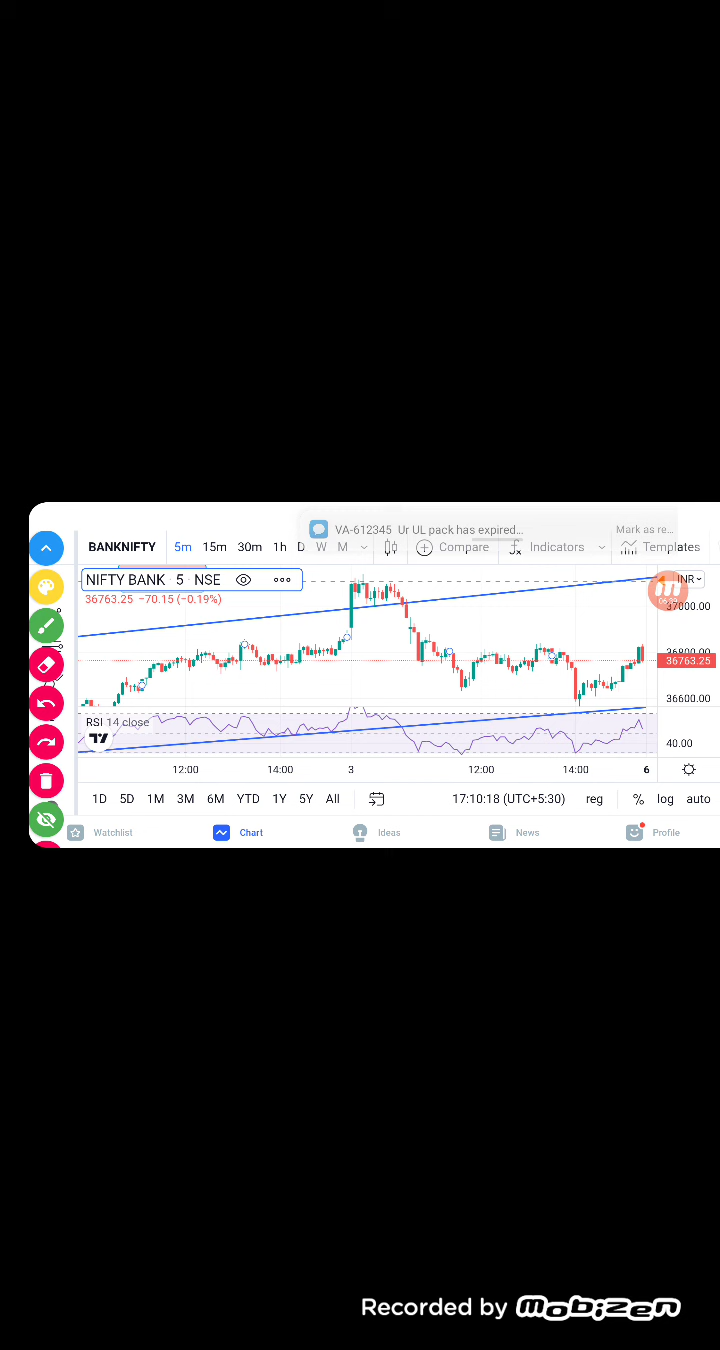 VA-612345 Ur UL pack has expired... Mark as re...
BANKNIFTY 5m 15m 30m 1h D W M Compare Indicators Templates
NIFTY BANK · 5 · NSE
INR
36763.25 −70.15 (−0.19%)
37000.00
36800.00
36763.25
36600.00
RSI 14 close
40.00
12:00 14:00 3 12:00 14:00 6
1D 5D 1M 3M 6M YTD 1Y 5Y All 17:10:18 (UTC+5:30) reg % log auto
Watchlist Chart Ideas News Profile
Recorded by MOBIZEN